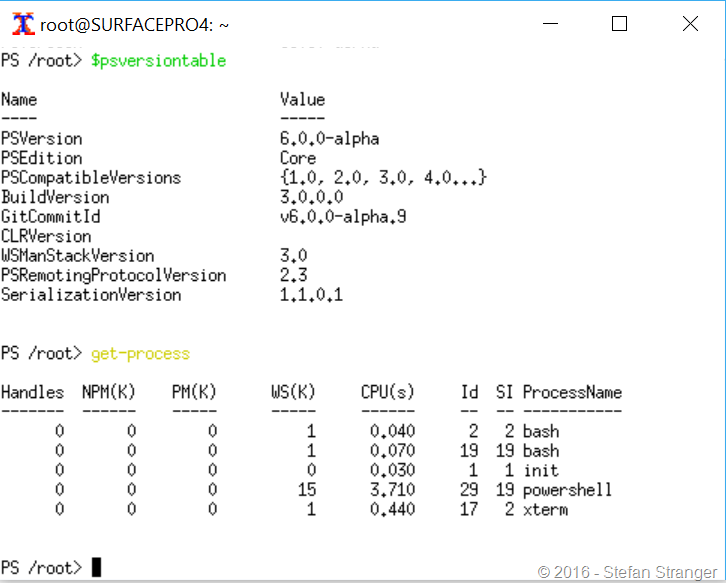 root@SURFACEPRO4: ~
PS /root> $psversiontable
Name Value
---- -----
PSVersion 6.0.0-alpha
PSEdition Core
PSCompatibleVersions {1.0, 2.0, 3.0, 4.0...}
BuildVersion 3.0.0.0
GitCommitId v6.0.0-alpha.9
CLRVersion
WSManStackVersion 3.0
PSRemotingProtocolVersion 2.3
SerializationVersion 1.1.0.1
PS /root> get-process
Handles NPM(K) PM(K) WS(K) CPU(s) Id SI ProcessName
------- ------ ----- ----- ------ -- -- -----------
0 0 0 1 0.040 2 2 bash
0 0 0 1 0.070 19 19 bash
0 0 0 0 0.030 1 1 init
0 0 0 15 3.710 29 19 powershell
0 0 0 1 0.440 17 2 xterm
PS /root>
© 2016 - Stefan Stranger